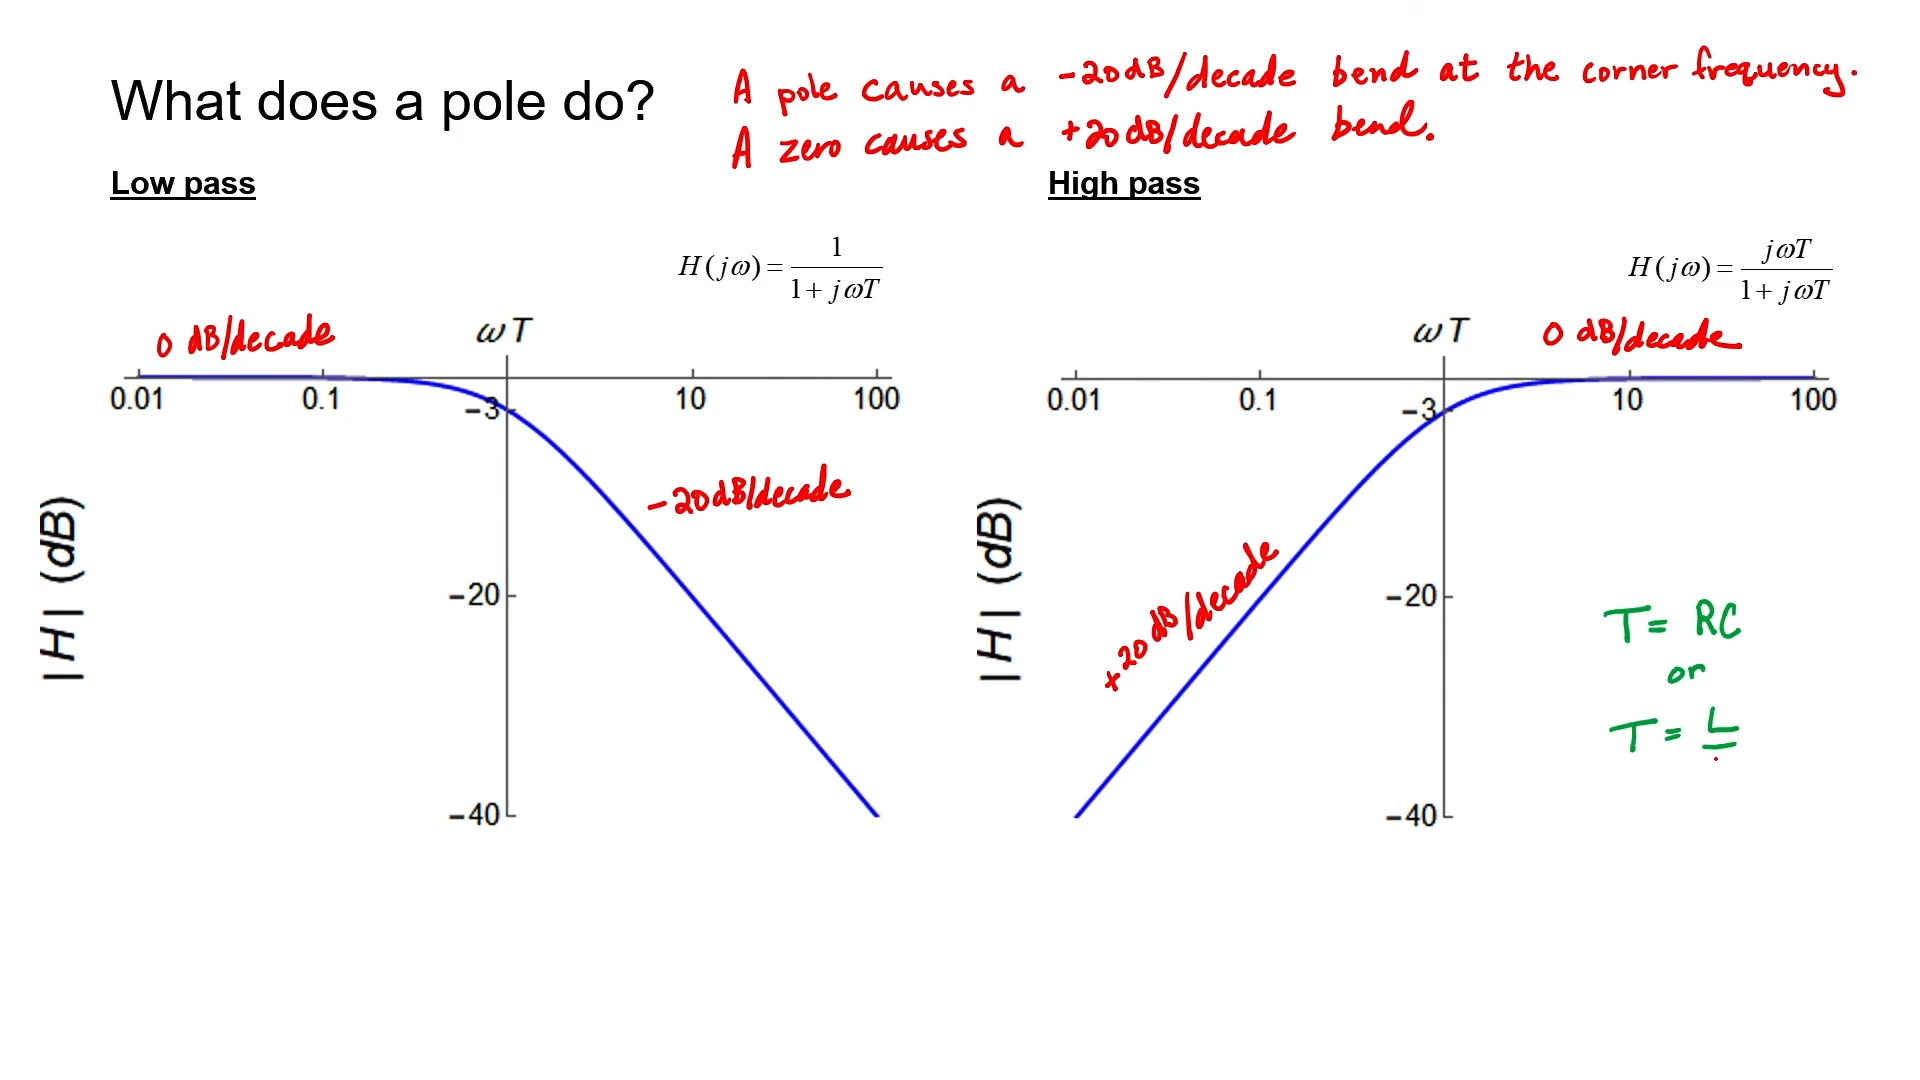 What does a pole do?
A pole causes a -20dB/decade bend at the corner frequency.
A zero causes a +20dB/decade bend.
Low pass
H(jω) = 1 / (1 + jωT)
0 dB/decade
ωT
0.01 0.1 10 100
-3
-20dB/decade
-20
-40
|H| (dB)
High pass
H(jω) = jωT / (1 + jωT)
ωT
0 dB/decade
0.01 0.1 10 100
-3
+20 dB/decade
-20
-40
|H| (dB)
T = RC
or
T = L